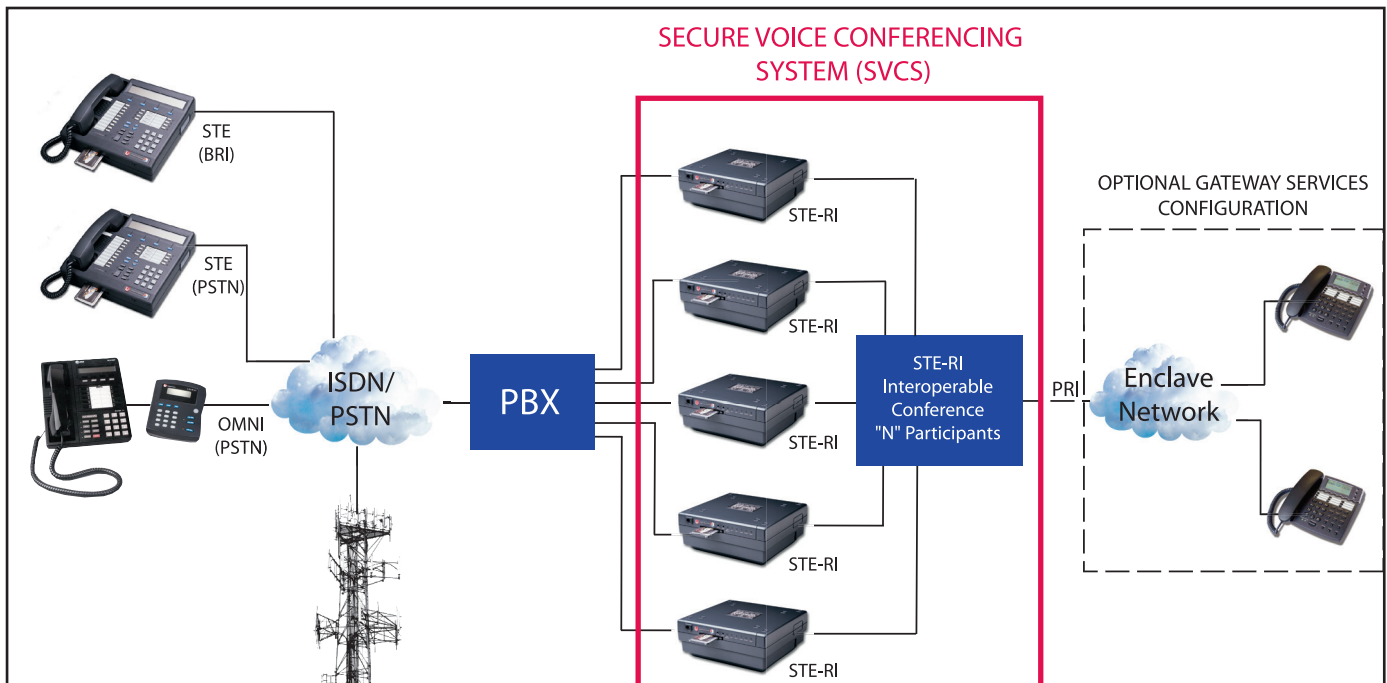 SECURE VOICE CONFERENCING
SYSTEM (SVCS)
STE
(BRI)
STE
(PSTN)
OMNI
(PSTN)
ISDN/
PSTN
PBX
STE-RI
STE-RI
STE-RI
STE-RI
STE-RI
STE-RI
Interoperable
Conference
"N" Participants
PRI
OPTIONAL GATEWAY SERVICES
CONFIGURATION
Enclave
Network